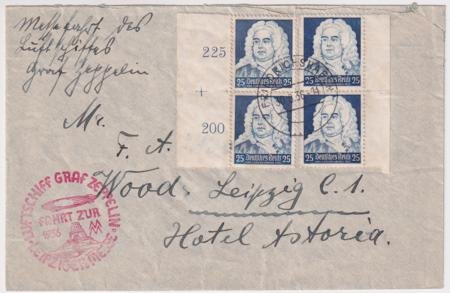 Messefahrt des
Luftschiffes
Graf Zeppelin
225
+
200
25 Deutsches Reich 25
25 Deutsches Reich 25
25 Deutsches Reich 25
25 Deutsches Reich 25
Mr.
F. A.
Wood. Leipzig C. 1.
Hotel Astoria.
LUFTSCHIFF GRAF ZEPPELIN
FAHRT ZUR
1935
LEIPZIGER MESSE